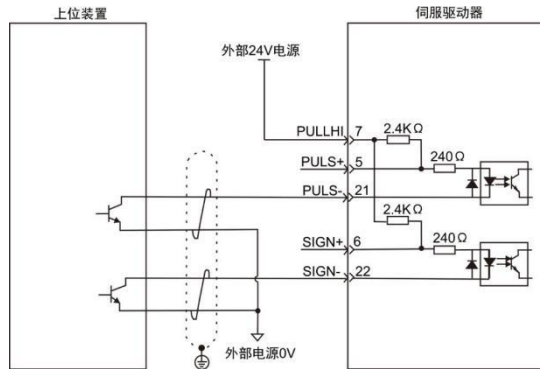 上位装置
伺服驱动器
外部24V电源
PULLHI 7 2.4KΩ
PULS+ 5 240Ω
PULS- 21
2.4KΩ
SIGN+ 6 240Ω
SIGN- 22
外部电源0V